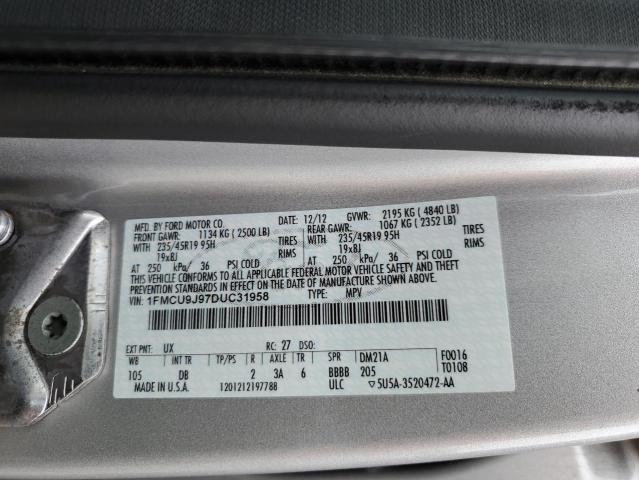 MFD. BY FORD MOTOR CO. DATE: 12/12 GVWR: 2195 KG ( 4840 LB)
FRONT GAWR: 1134 KG ( 2500 LB) REAR GAWR: 1067 KG ( 2352 LB)
WITH 235/45R19 95H TIRES WITH 235/45R19 95H TIRES
19x8J RIMS 19x8J RIMS
AT 250 kPa/ 36 PSI COLD AT 250 kPa/ 36 PSI COLD
THIS VEHICLE CONFORMS TO ALL APPLICABLE FEDERAL MOTOR VEHICLE SAFETY AND THEFT PREVENTION STANDARDS IN EFFECT ON THE DATE OF MANUFACTURE SHOWN ABOVE.
VIN: 1FMCU9J97DUC31958 TYPE: MPV
EXT PNT: UX RC: 27 DSO:
WB INT TR TP/PS R AXLE TR SPR DM21A F0016
105 DB 2 3A 6 BBBB 205 T0108
MADE IN U.S.A. 1201212197788 ULC 5U5A-3520472-AA